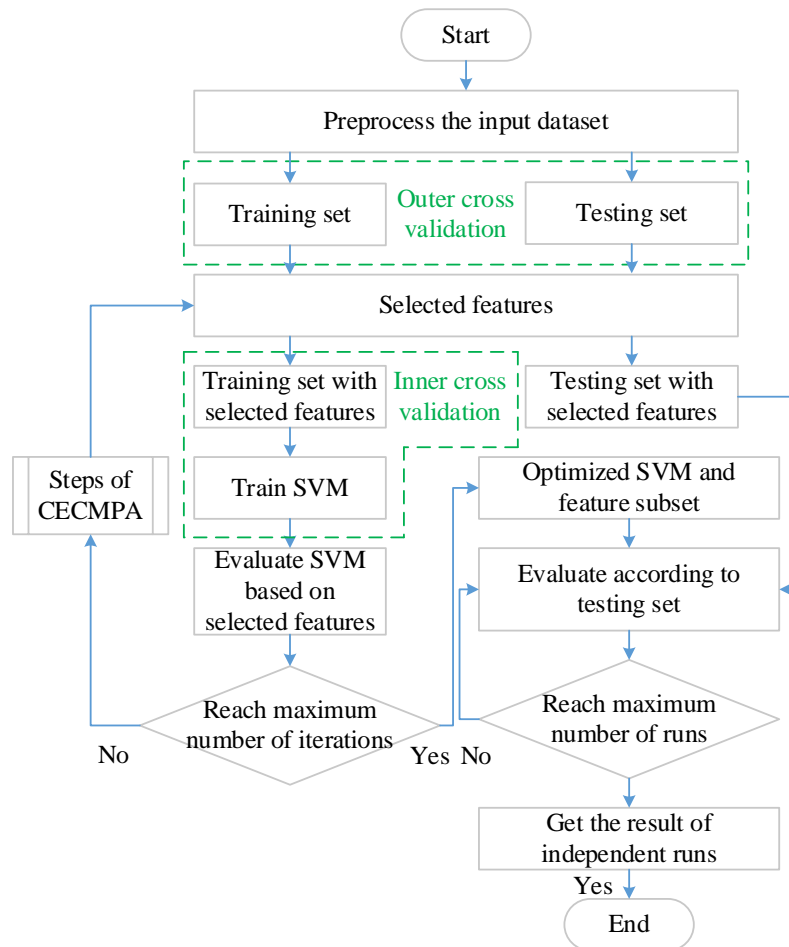 Start
Preprocess the input dataset
Training set
Outer cross
validation
Testing set
Selected features
Training set with
selected features
Inner cross
validation
Testing set with
selected features
Steps of
CECMPA
Train SVM
Optimized SVM and
feature subset
Evaluate SVM
based on
selected features
Evaluate according to
testing set
Reach maximum
number of iterations
No
Yes
No
Reach maximum
number of runs
Get the result of
independent runs
Yes
End